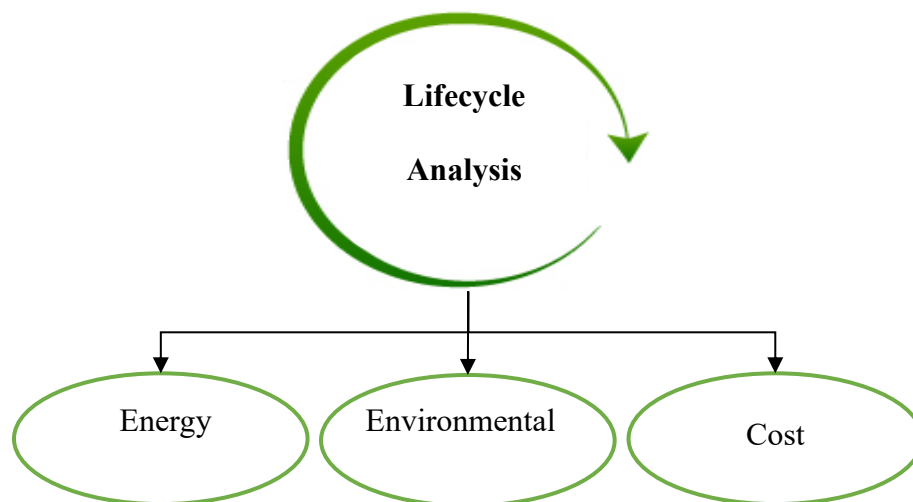 Lifecycle
Analysis
Energy
Environmental
Cost